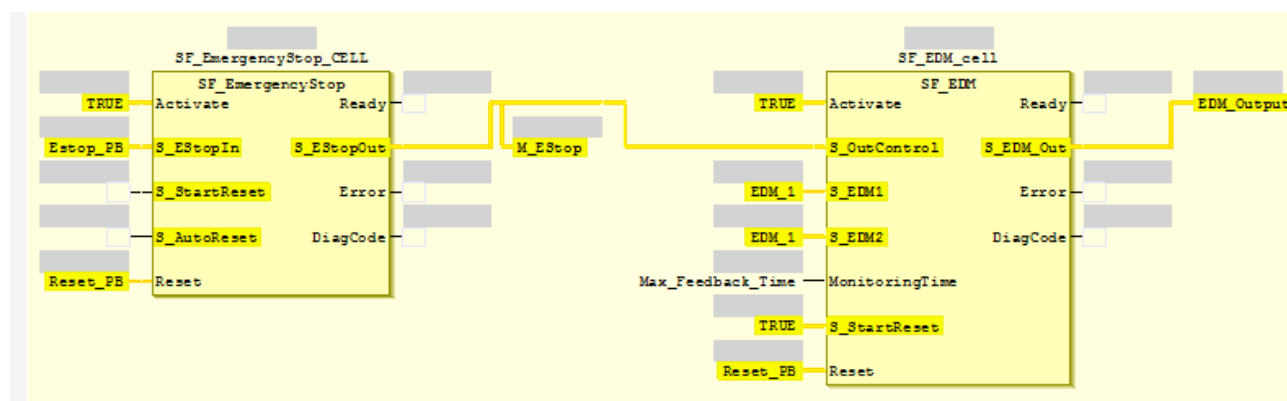 SF_EmergencyStop_CELL SF_EDM_cell
SF_EmergencyStop SF_EDM
TRUE Activate Ready TRUE Activate Ready EDM_Output
Estop_PB S_EStopIn S_EStopOut M_EStop S_OutControl S_EDM_Out
S_StartReset Error EDM_1 S_EDM1 Error
S_AutoReset DiagCode EDM_1 S_EDM2 DiagCode
Reset_PB Reset Max_Feedback_Time MonitoringTime
TRUE S_StartReset
Reset_PB Reset